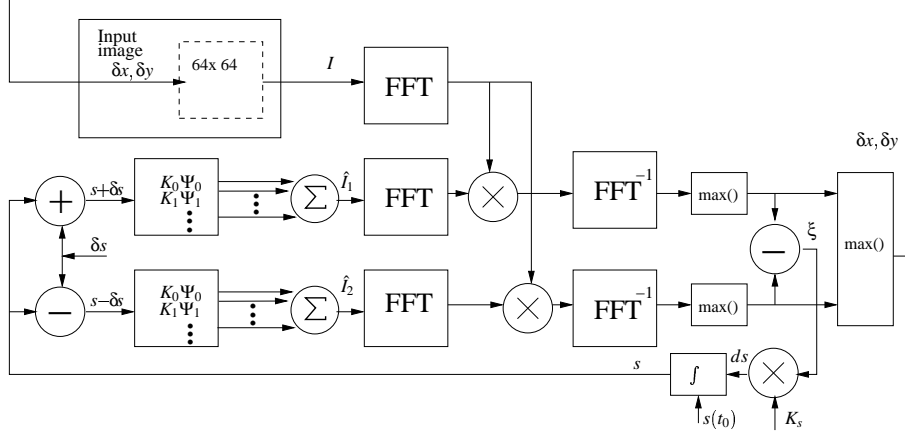 Input
image
δx, δy
64x 64
I
FFT
δx, δy
+
s+δs
K₀Ψ₀
K₁Ψ₁
⋮
⋮
Σ
Î₁
FFT
×
FFT⁻¹
max()
δs
−
ξ
max()
−
s−δs
K₀Ψ₀
K₁Ψ₁
⋮
⋮
Σ
Î₂
FFT
×
FFT⁻¹
max()
s
∫
ds
×
s(t₀)
Kₛ